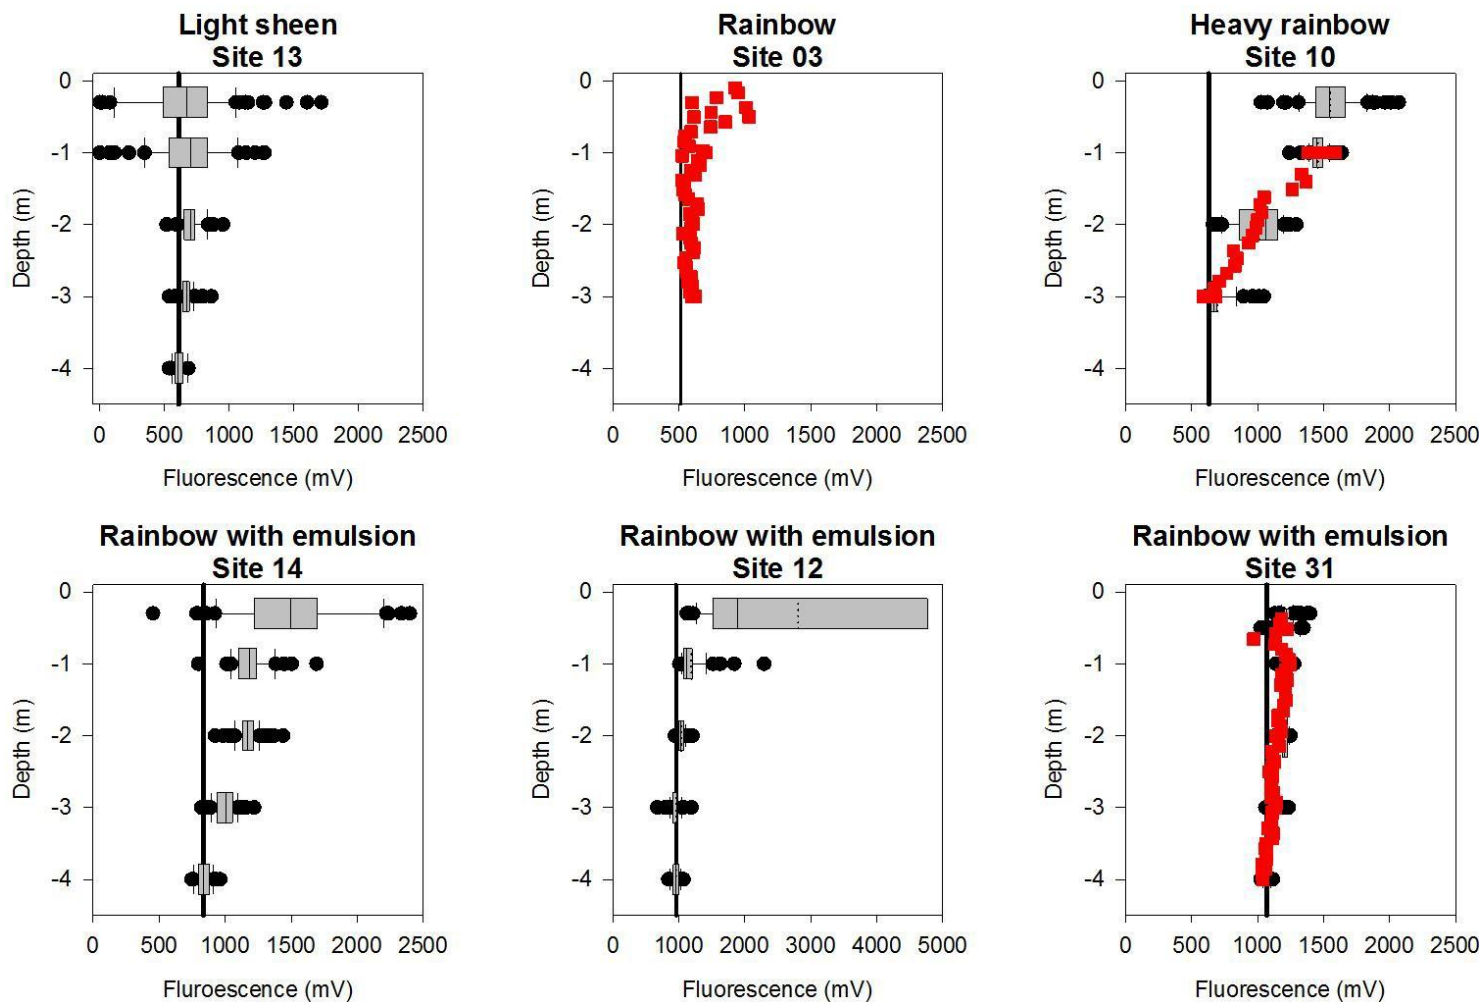 Light sheen
Site 13
0
-1
-2
-3
-4
Depth (m)
0 500 1000 1500 2000 2500
Fluorescence (mV)
Rainbow
Site 03
0
-1
-2
-3
-4
Depth (m)
0 500 1000 1500 2000 2500
Fluorescence (mV)
Heavy rainbow
Site 10
0
-1
-2
-3
-4
Depth (m)
0 500 1000 1500 2000 2500
Fluorescence (mV)
Rainbow with emulsion
Site 14
0
-1
-2
-3
-4
Depth (m)
0 500 1000 1500 2000 2500
Fluroescence (mV)
Rainbow with emulsion
Site 12
0
-1
-2
-3
-4
Depth (m)
0 1000 2000 3000 4000 5000
Fluorescence (mV)
Rainbow with emulsion
Site 31
0
-1
-2
-3
-4
Depth (m)
0 500 1000 1500 2000 2500
Fluorescence (mV)